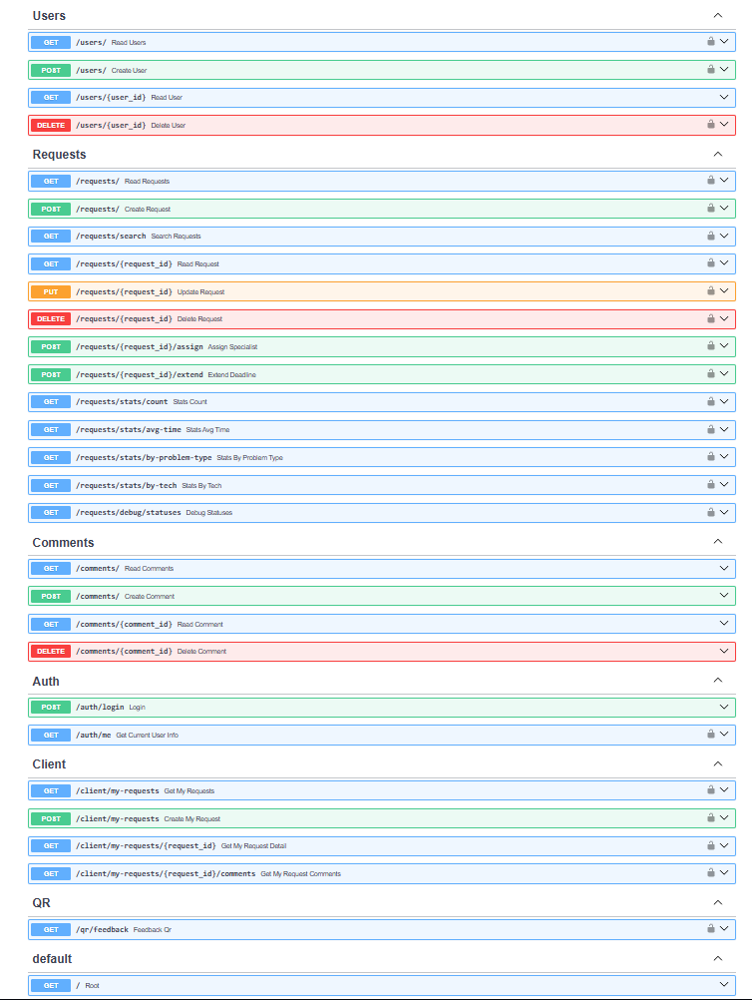 Users
GET /users/ Read Users
POST /users/ Create User
GET /users/{user_id} Read User
DELETE /users/{user_id} Delete User
Requests
GET /requests/ Read Requests
POST /requests/ Create Request
GET /requests/search Search Requests
GET /requests/{request_id} Read Request
PUT /requests/{request_id} Update Request
DELETE /requests/{request_id} Delete Request
POST /requests/{request_id}/assign Assign Specialist
POST /requests/{request_id}/extend Extend Deadline
GET /requests/stats/count Stats Count
GET /requests/stats/avg-time Stats Avg Time
GET /requests/stats/by-problem-type Stats By Problem Type
GET /requests/stats/by-tech Stats By Tech
GET /requests/debug/statuses Debug Statuses
Comments
GET /comments/ Read Comments
POST /comments/ Create Comment
GET /comments/{comment_id} Read Comment
DELETE /comments/{comment_id} Delete Comment
Auth
POST /auth/login Login
GET /auth/me Get Current User Info
Client
GET /client/my-requests Get My Requests
POST /client/my-requests Create My Request
GET /client/my-requests/{request_id} Get My Request Detail
GET /client/my-requests/{request_id}/comments Get My Request Comments
QR
GET /qr/feedback Feedback Qr
default
GET / Root